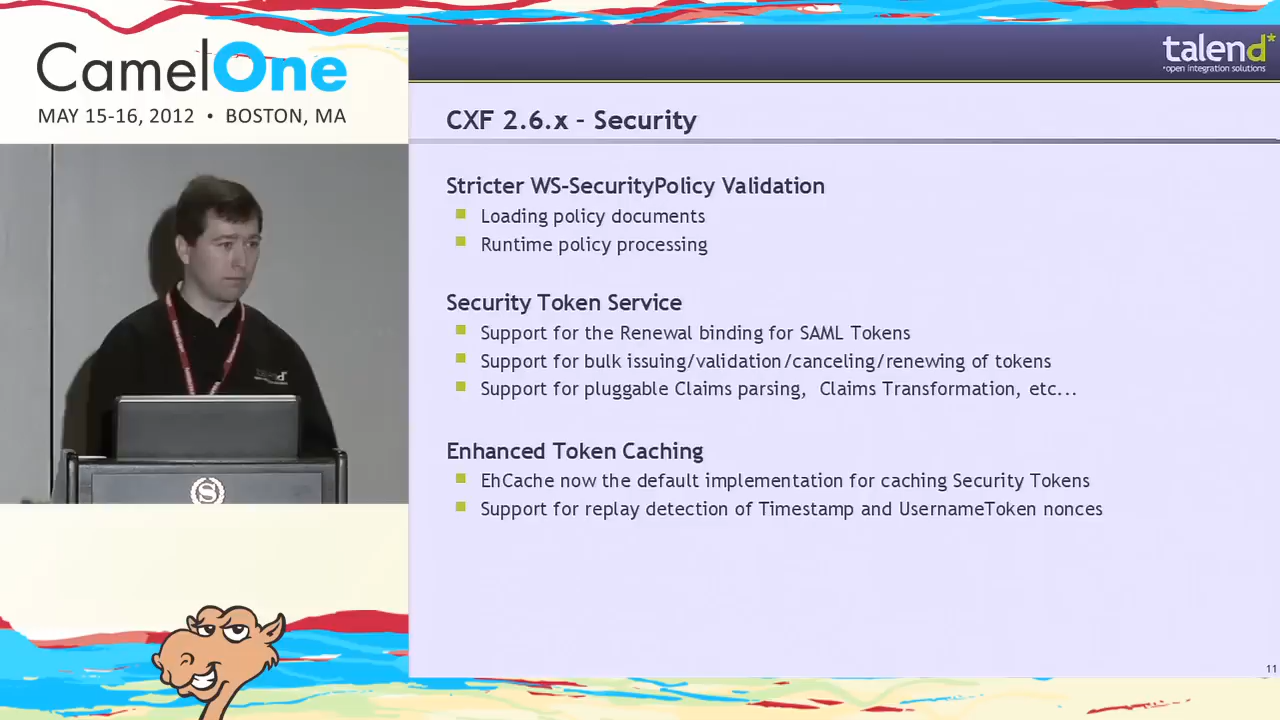 CamelOne
MAY 15-16, 2012 • BOSTON, MA
talend*
*open integration solutions
CXF 2.6.x – Security
Stricter WS-SecurityPolicy Validation
Loading policy documents
Runtime policy processing
Security Token Service
Support for the Renewal binding for SAML Tokens
Support for bulk issuing/validation/canceling/renewing of tokens
Support for pluggable Claims parsing,  Claims Transformation, etc...
Enhanced Token Caching
EhCache now the default implementation for caching Security Tokens
Support for replay detection of Timestamp and UsernameToken nonces
11
talend
S